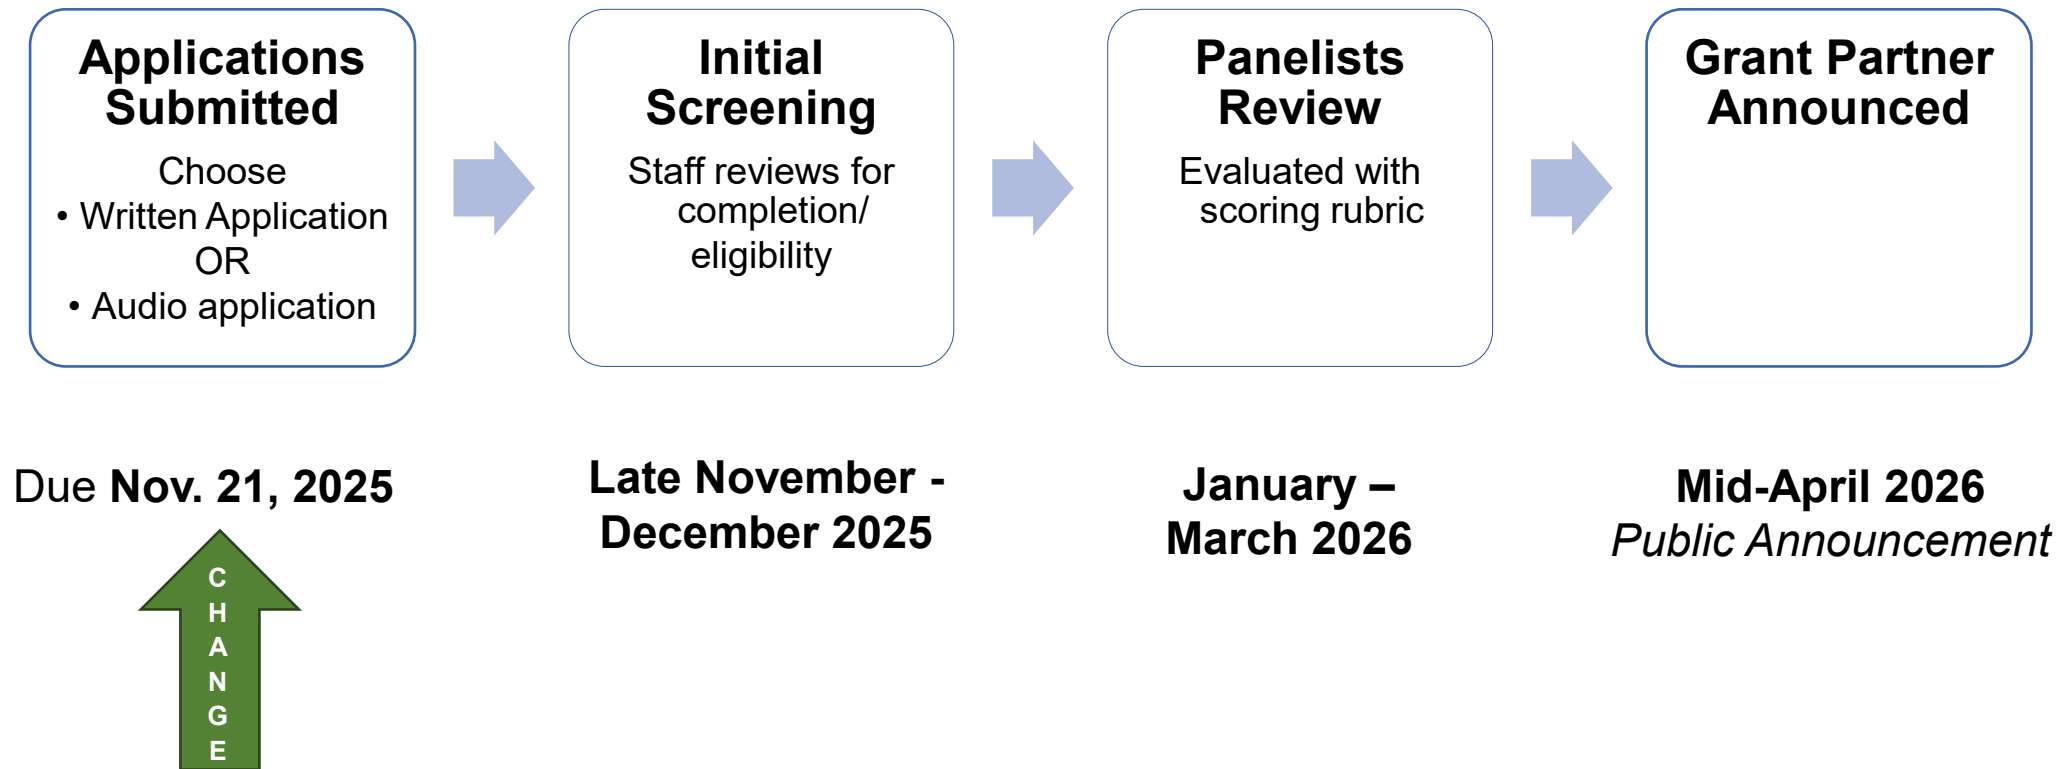 Applications
Submitted
Choose
• Written Application
OR
• Audio application
Initial
Screening
Staff reviews for
completion/
eligibility
Panelists
Review
Evaluated with
scoring rubric
Grant Partner
Announced
Due Nov. 21, 2025
Late November -
December 2025
January –
March 2026
Mid-April 2026
Public Announcement
C
H
A
N
G
E